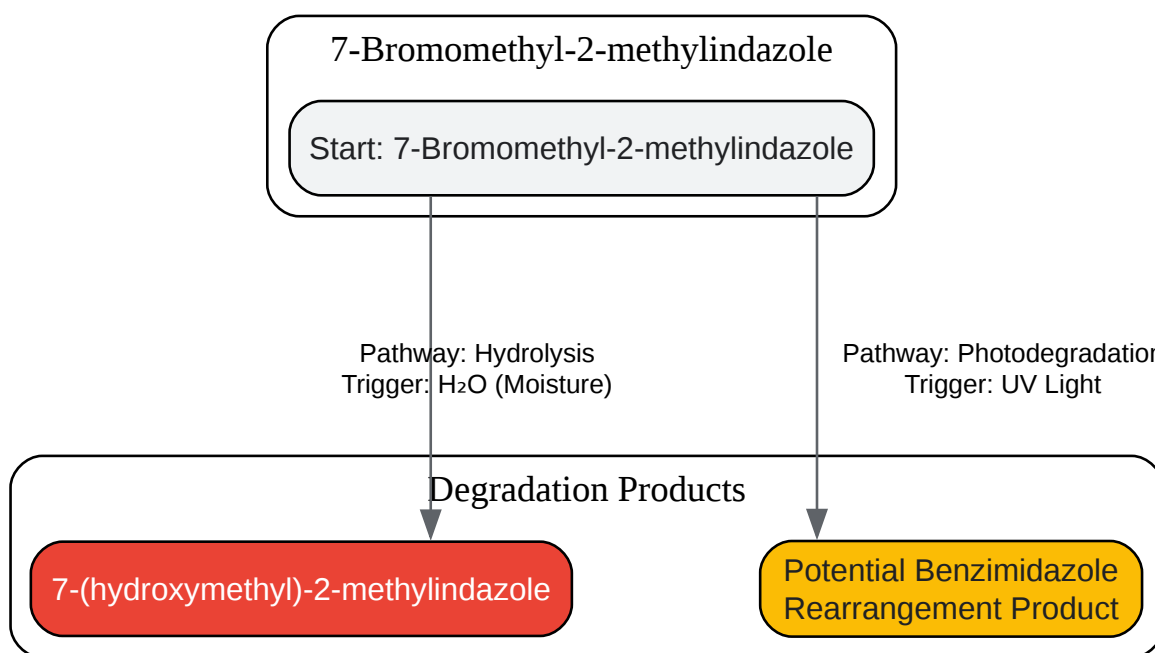 7-Bromomethyl-2-methylindazole
Start: 7-Bromomethyl-2-methylindazole
Pathway: Hydrolysis
Trigger: H₂O (Moisture)
Pathway: Photodegradation
Trigger: UV Light
Degradation Products
7-(hydroxymethyl)-2-methylindazole
Potential Benzimidazole
Rearrangement Product